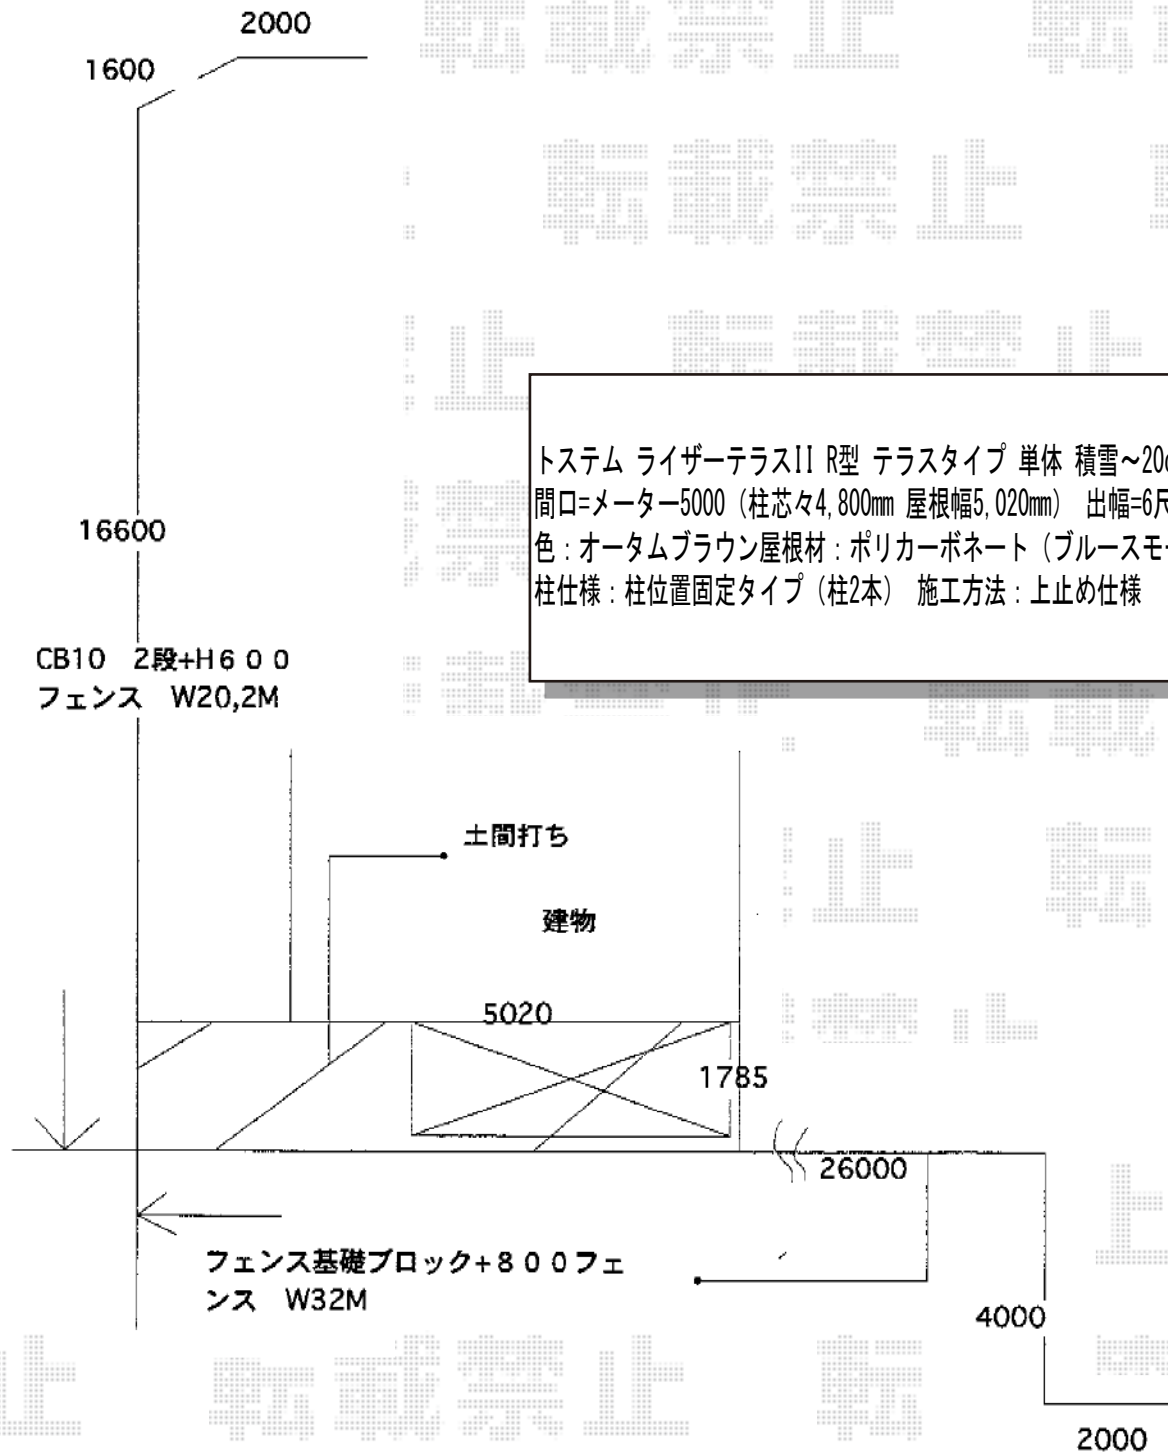 2000
1600
トステム ライザーテラスII R型 テラスタイプ 単体 積雪～20c
間口=メーター5000（柱芯々4,800mm 屋根幅5,020mm） 出幅=6尺
色：オータムブラウン屋根材：ポリカーボネート（ブルースモ
柱仕様：柱位置固定タイプ（柱2本） 施工方法：上止め仕様
16600
CB10 2段+H600
フェンス W20,2M
土間打ち
建物
5020
1785
26000
フェンス基礎ブロック+800フェ
ンス W32M
4000
2000
転載禁止